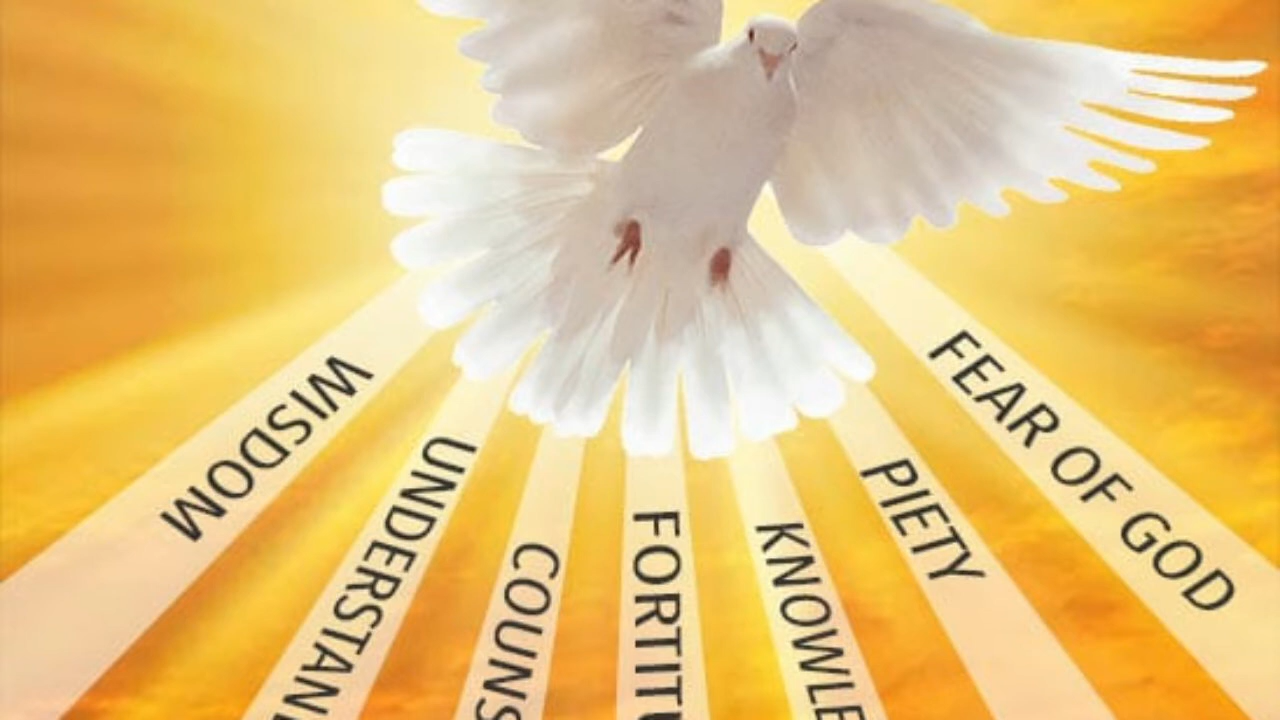 WISDOM
UNDERSTAN
COUNS
FORTIT
KNOWLE
PIETY
FEAR OF GOD